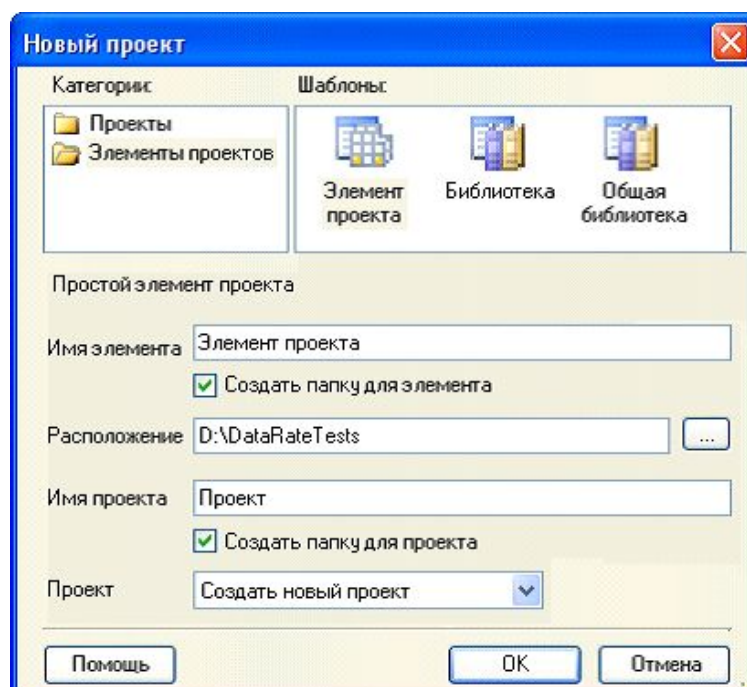 Новый проект
Категории:
Шаблоны:
Проекты
Элементы проектов
Элемент проекта
Библиотека
Общая библиотека
Простой элемент проекта
Имя элемента
Элемент проекта
Создать папку для элемента
Расположение
D:\DataRateTests
...
Имя проекта
Проект
Создать папку для проекта
Проект
Создать новый проект
Помощь
OK
Отмена